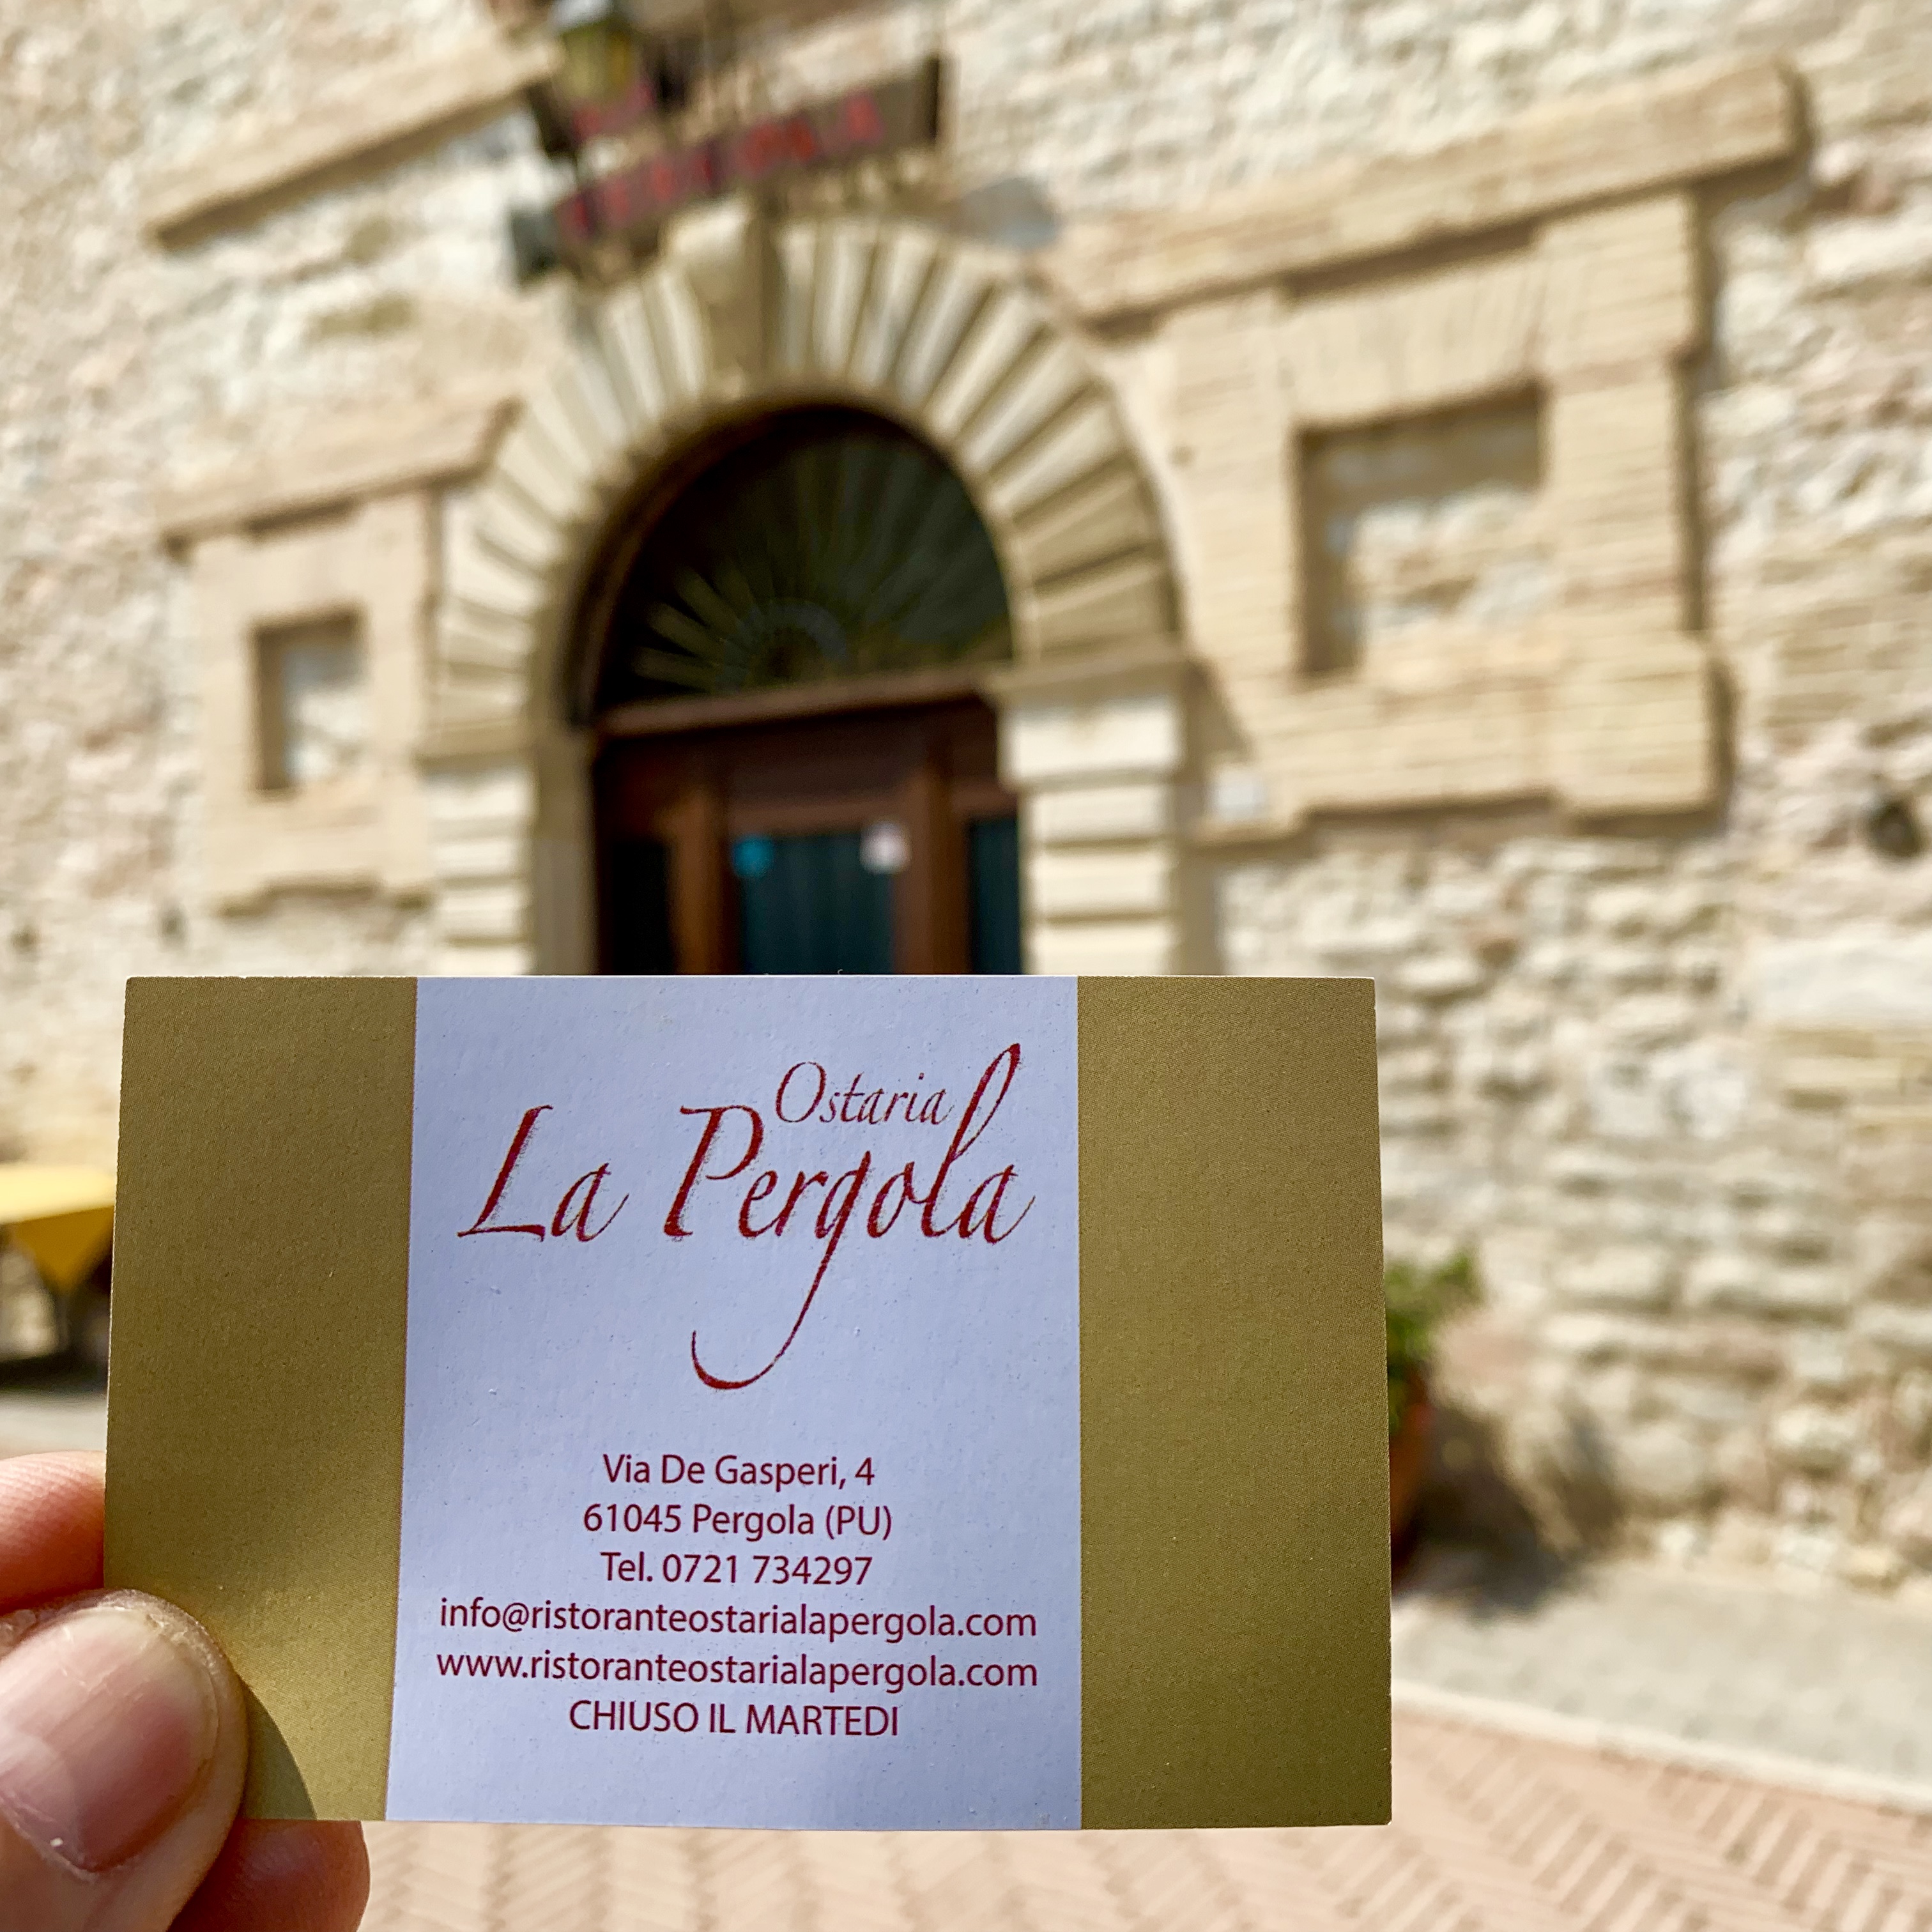 Ostaria
La Pergola
Via De Gasperi, 4
61045 Pergola (PU)
Tel. 0721 734297
info@ristoranteostarialapergola.com
www.ristoranteostarialapergola.com
CHIUSO IL MARTEDI